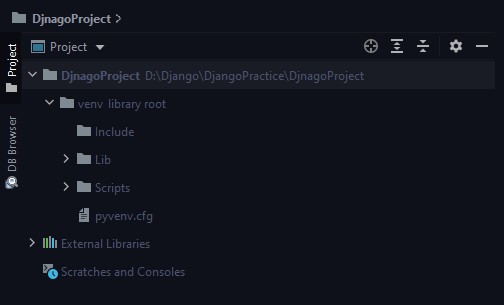 DjnagoProject
Project
Project
DB Browser
DjnagoProject D:\Django\DjangoPractice\DjnagoProject
venv library root
Include
Lib
Scripts
pyvenv.cfg
External Libraries
Scratches and Consoles